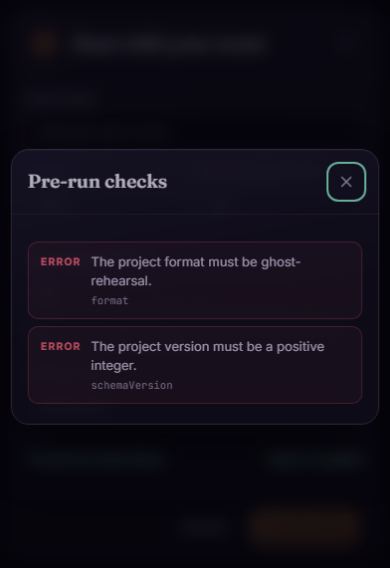 Pre-run checks
ERROR The project format must be ghost-
rehearsal.
format
ERROR The project version must be a positive
integer.
schemaVersion